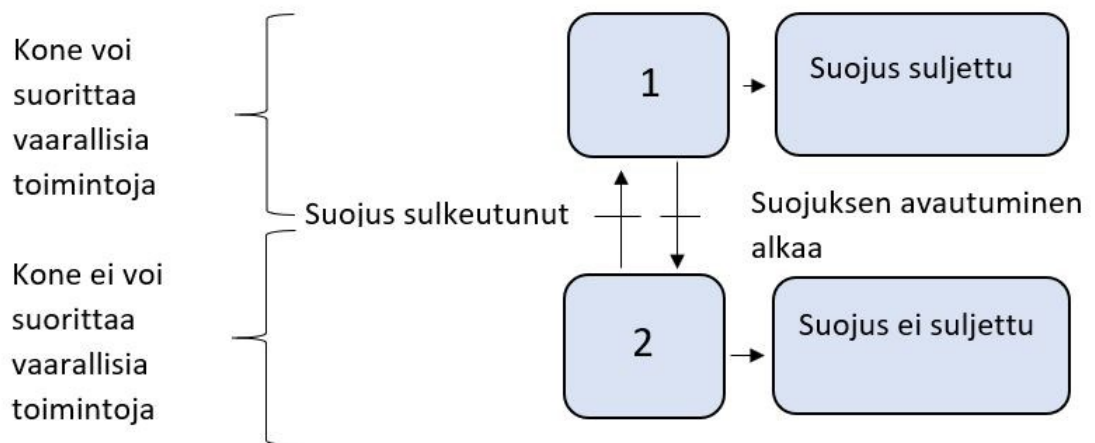 Kone voi
suorittaa
vaarallisia
toimintoja
1
Suojus suljettu
Suojus sulkeutunut
Suojuksen avautuminen
alkaa
Kone ei voi
suorittaa
vaarallisia
toimintoja
2
Suojus ei suljettu